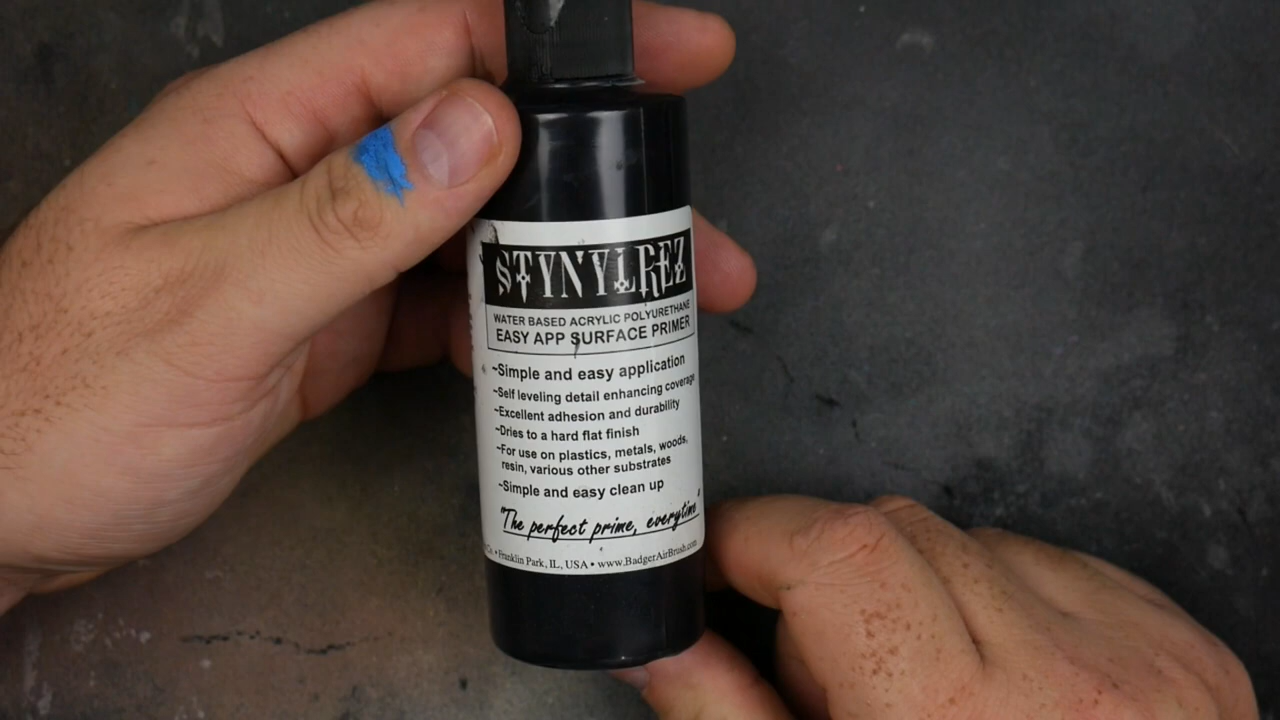 STYNYLREZ
WATER BASED ACRYLIC POLYURETHANE
EASY APP SURFACE PRIMER
~Simple and easy application
~Self leveling detail enhancing coverage
~Excellent adhesion and durability
~Dries to a hard flat finish
~For use on plastics, metals, woods,
resin, various other substrates
~Simple and easy clean up
"The perfect prime, everytime"
Co. • Franklin Park, IL, USA • www.BadgerAirBrush.com